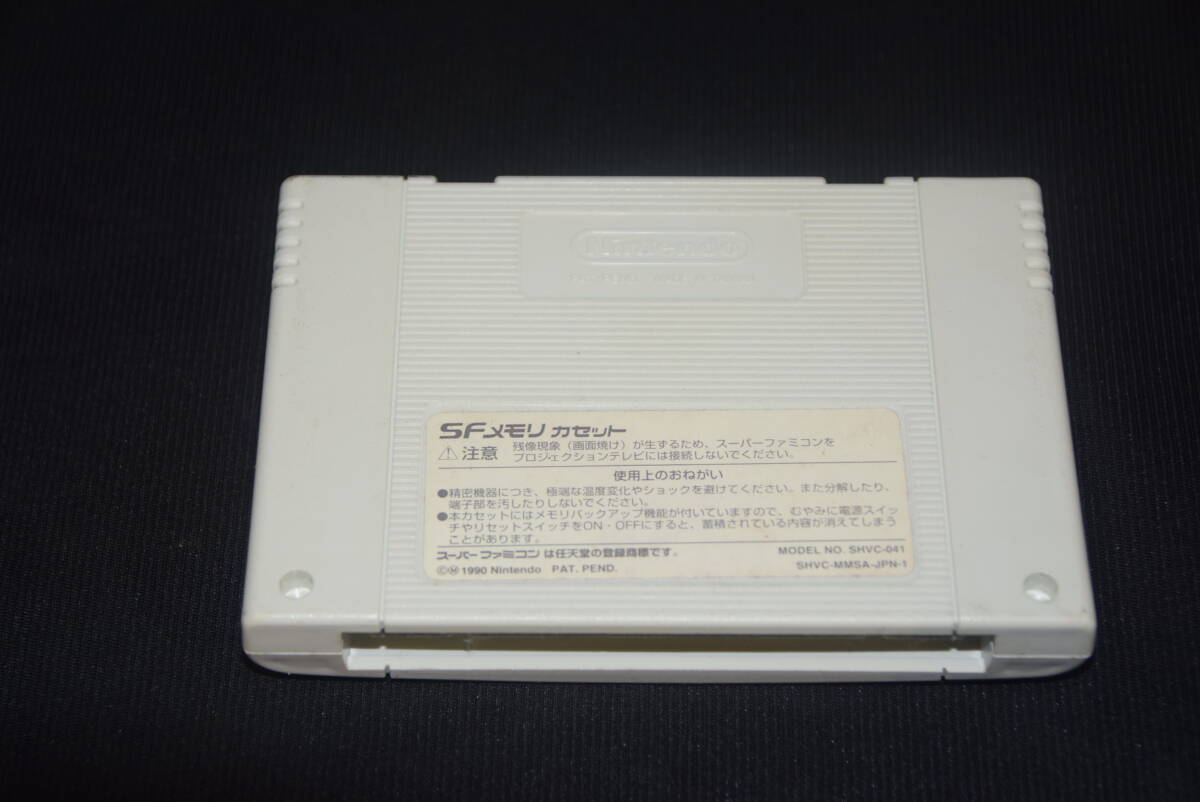 Nintendo
PAT. PEND. MADE IN JAPAN
SFメモリ カセット
⚠注意 残像現象(画面焼け)が生ずるため、スーパーファミコンを
プロジェクションテレビには接続しないでください。
使用上のおねがい
●精密機器につき、極端な温度変化やショックを避けてください。また分解したり、
端子部を汚したりしないでください。
●本カセットにはメモリバックアップ機能が付いていますので、むやみに電源スイッ
チやリセットスイッチをON・OFFにすると、蓄積されている内容が消えてしまう
ことがあります。
スーパーファミコンは任天堂の登録商標です。
MODEL NO. SHVC-041
©Ⓜ1990 Nintendo PAT. PEND.
SHVC-MMSA-JPN-1